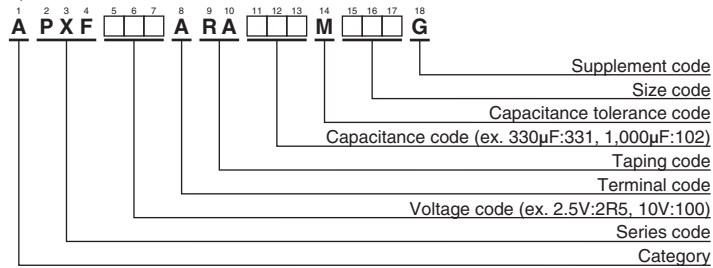 1 2 3 4 5 6 7 8 9 10 11 12 13 14 15 16 17 18
A P X F A R A M G
Supplement code
Size code
Capacitance tolerance code
Capacitance code (ex. 330µF:331, 1,000µF:102)
Taping code
Terminal code
Voltage code (ex. 2.5V:2R5, 10V:100)
Series code
Category